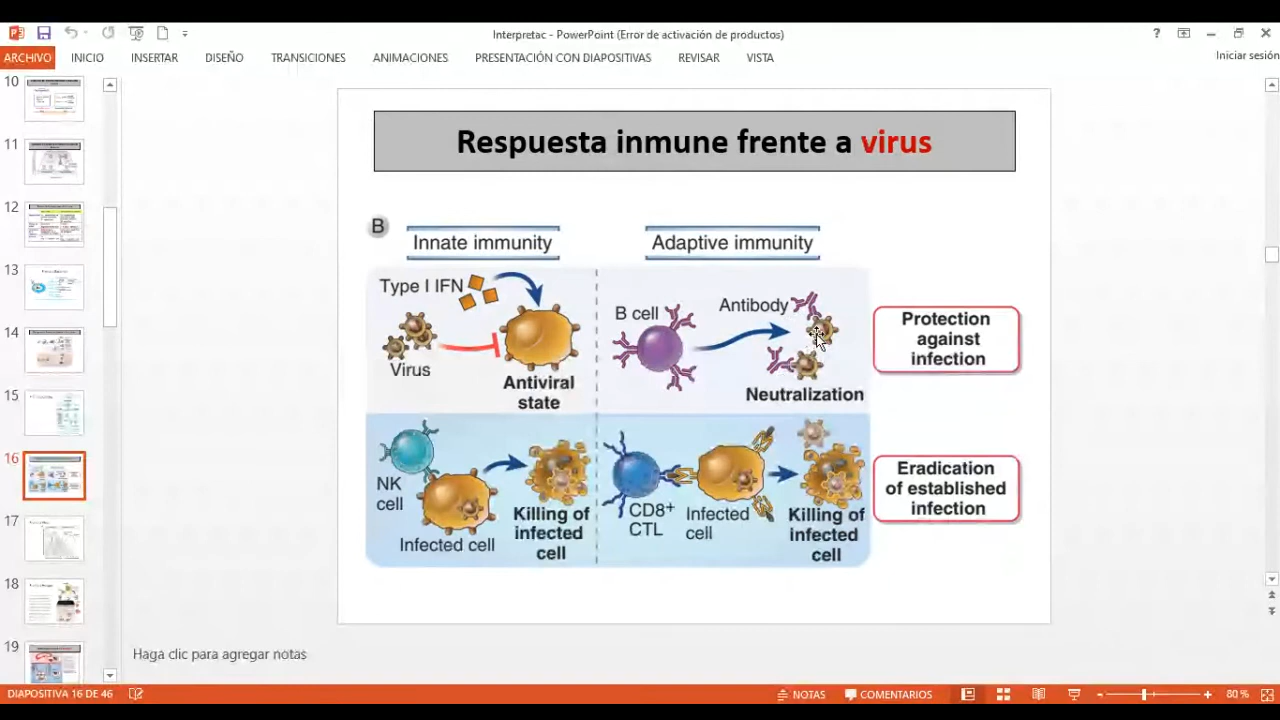 Interpretac - PowerPoint (Error de activación de productos)
?
ARCHIVO INICIO INSERTAR DISEÑO TRANSICIONES ANIMACIONES PRESENTACIÓN CON DIAPOSITIVAS REVISAR VISTA
Iniciar sesión
10
11
12
13
14
15
16
17
18
19
Respuesta inmune frente a virus
B
Innate immunity
Adaptive immunity
Type I IFN
Virus
Antiviral
state
B cell
Antibody
Neutralization
Protection
against
infection
NK
cell
Infected cell
Killing of
infected
cell
CD8+
CTL
Infected
cell
Killing of
infected
cell
Eradication
of established
infection
Haga clic para agregar notas
DIAPOSITIVA 16 DE 46
NOTAS
COMENTARIOS
80 %